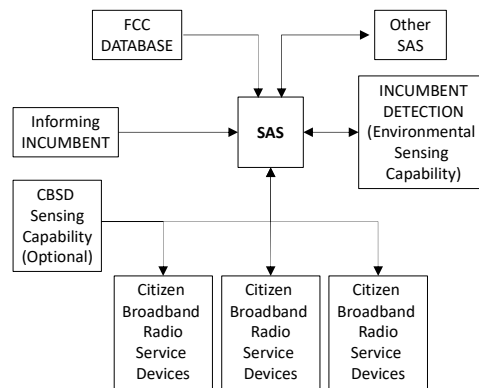 FCC
DATABASE
Other
SAS
Informing
INCUMBENT
SAS
INCUMBENT
DETECTION
(Environmental
Sensing
Capability)
CBSD
Sensing
Capability
(Optional)
Citizen
Broadband
Radio
Service
Devices
Citizen
Broadband
Radio
Service
Devices
Citizen
Broadband
Radio
Service
Devices